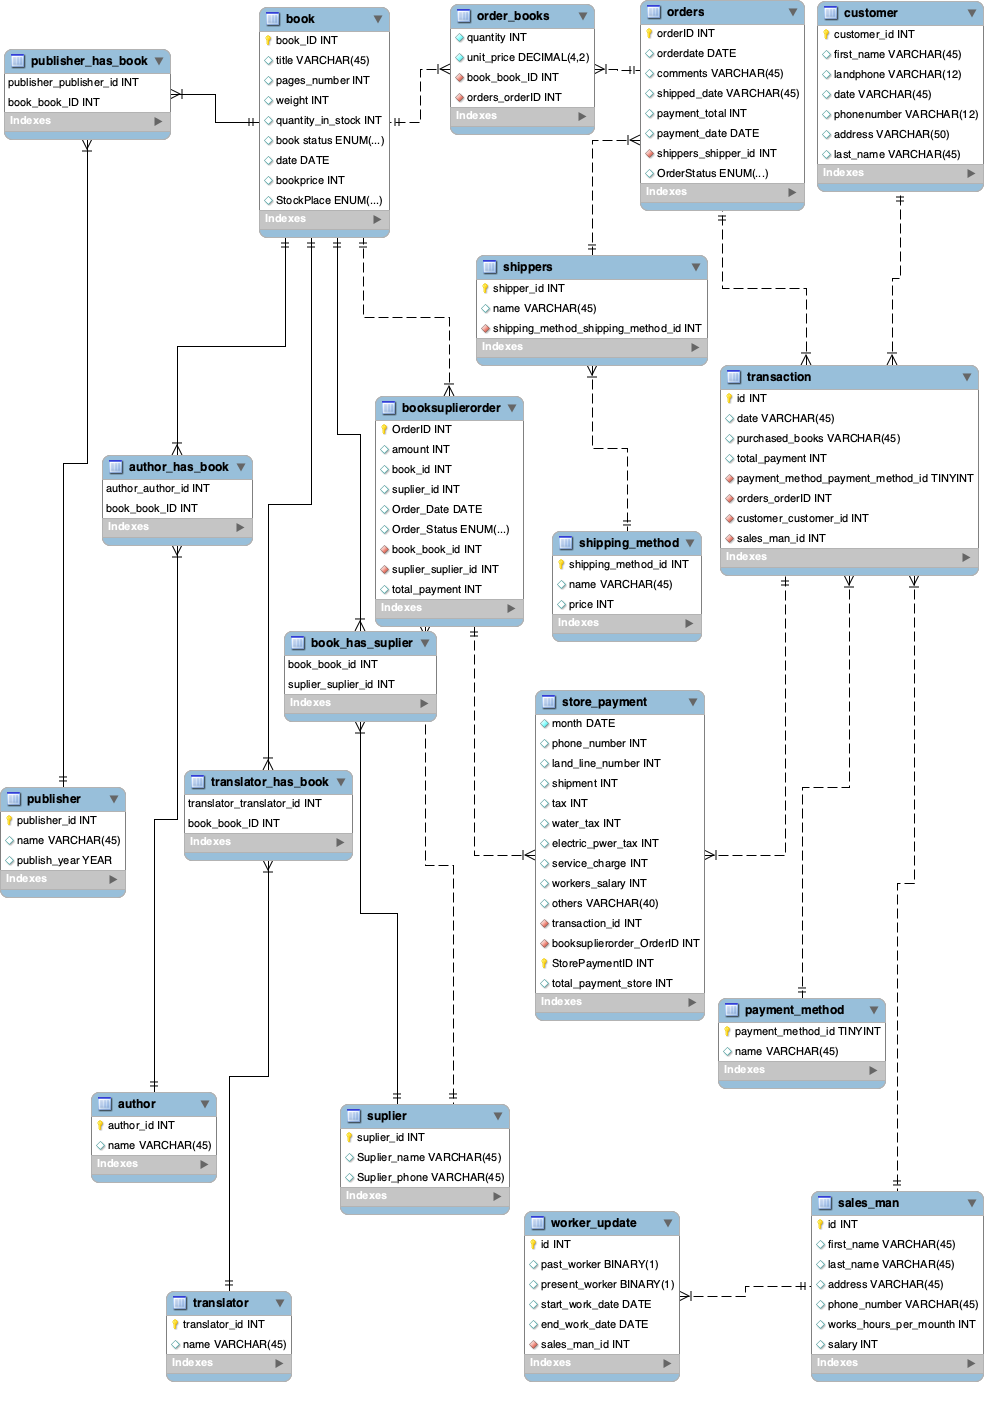 book
book_ID INT
title VARCHAR(45)
pages_number INT
weight INT
quantity_in_stock INT
book status ENUM(...)
date DATE
bookprice INT
StockPlace ENUM(...)
Indexes
order_books
quantity INT
unit_price DECIMAL(4,2)
book_book_ID INT
orders_orderID INT
Indexes
orders
orderID INT
orderdate DATE
comments VARCHAR(45)
shipped_date VARCHAR(45)
payment_total INT
payment_date DATE
shippers_shipper_id INT
OrderStatus ENUM(...)
Indexes
customer
customer_id INT
first_name VARCHAR(45)
landphone VARCHAR(12)
date VARCHAR(45)
phonenumber VARCHAR(12)
address VARCHAR(50)
last_name VARCHAR(45)
Indexes
publisher_has_book
publisher_publisher_id INT
book_book_ID INT
Indexes
shippers
shipper_id INT
name VARCHAR(45)
shipping_method_shipping_method_id INT
Indexes
transaction
id INT
date VARCHAR(45)
purchased_books VARCHAR(45)
total_payment INT
payment_method_payment_method_id TINYINT
orders_orderID INT
customer_customer_id INT
sales_man_id INT
Indexes
booksuplierorder
OrderID INT
amount INT
book_id INT
suplier_id INT
Order_Date DATE
Order_Status ENUM(...)
book_book_id INT
suplier_suplier_id INT
total_payment INT
Indexes
author_has_book
author_author_id INT
book_book_ID INT
Indexes
shipping_method
shipping_method_id INT
name VARCHAR(45)
price INT
Indexes
book_has_suplier
book_book_id INT
suplier_suplier_id INT
Indexes
store_payment
month DATE
phone_number INT
land_line_number INT
shipment INT
tax INT
water_tax INT
electric_pwer_tax INT
service_charge INT
workers_salary INT
others VARCHAR(40)
transaction_id INT
booksuplierorder_OrderID INT
StorePaymentID INT
total_payment_store INT
Indexes
translator_has_book
translator_translator_id INT
book_book_ID INT
Indexes
publisher
publisher_id INT
name VARCHAR(45)
publish_year YEAR
Indexes
payment_method
payment_method_id TINYINT
name VARCHAR(45)
Indexes
author
author_id INT
name VARCHAR(45)
Indexes
suplier
suplier_id INT
Suplier_name VARCHAR(45)
Suplier_phone VARCHAR(45)
Indexes
sales_man
id INT
first_name VARCHAR(45)
last_name VARCHAR(45)
address VARCHAR(45)
phone_number VARCHAR(45)
works_hours_per_mounth INT
salary INT
Indexes
worker_update
id INT
past_worker BINARY(1)
present_worker BINARY(1)
start_work_date DATE
end_work_date DATE
sales_man_id INT
Indexes
translator
translator_id INT
name VARCHAR(45)
Indexes